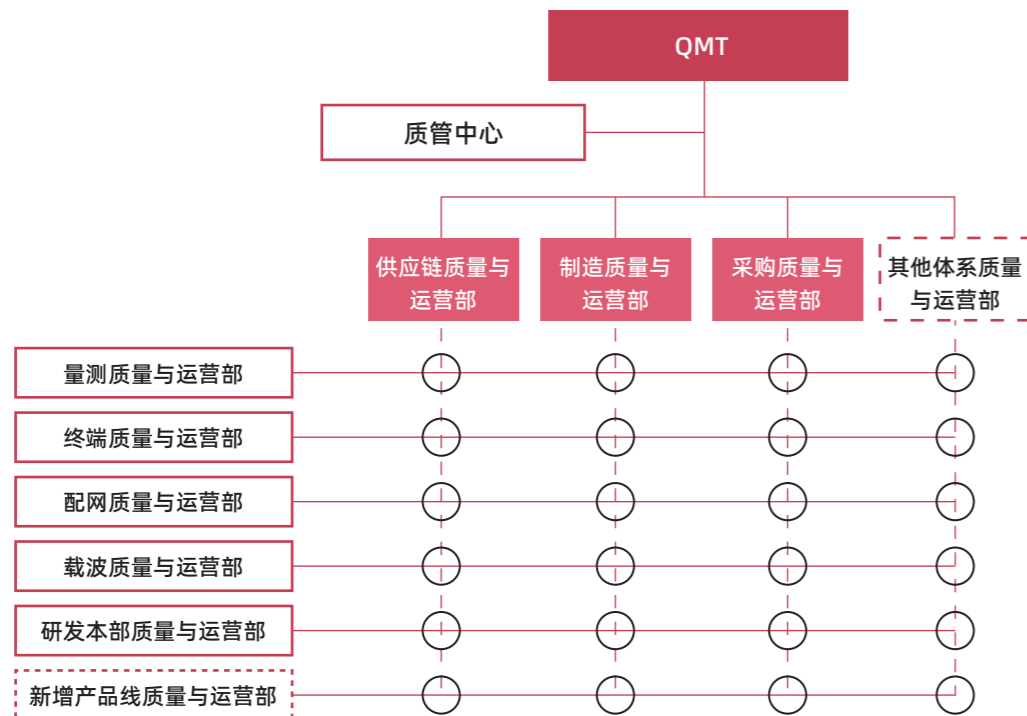 QMT
质管中心
供应链质量与
运营部
制造质量与
运营部
采购质量与
运营部
其他体系质量
与运营部
量测质量与运营部
终端质量与运营部
配网质量与运营部
载波质量与运营部
研发本部质量与运营部
新增产品线质量与运营部